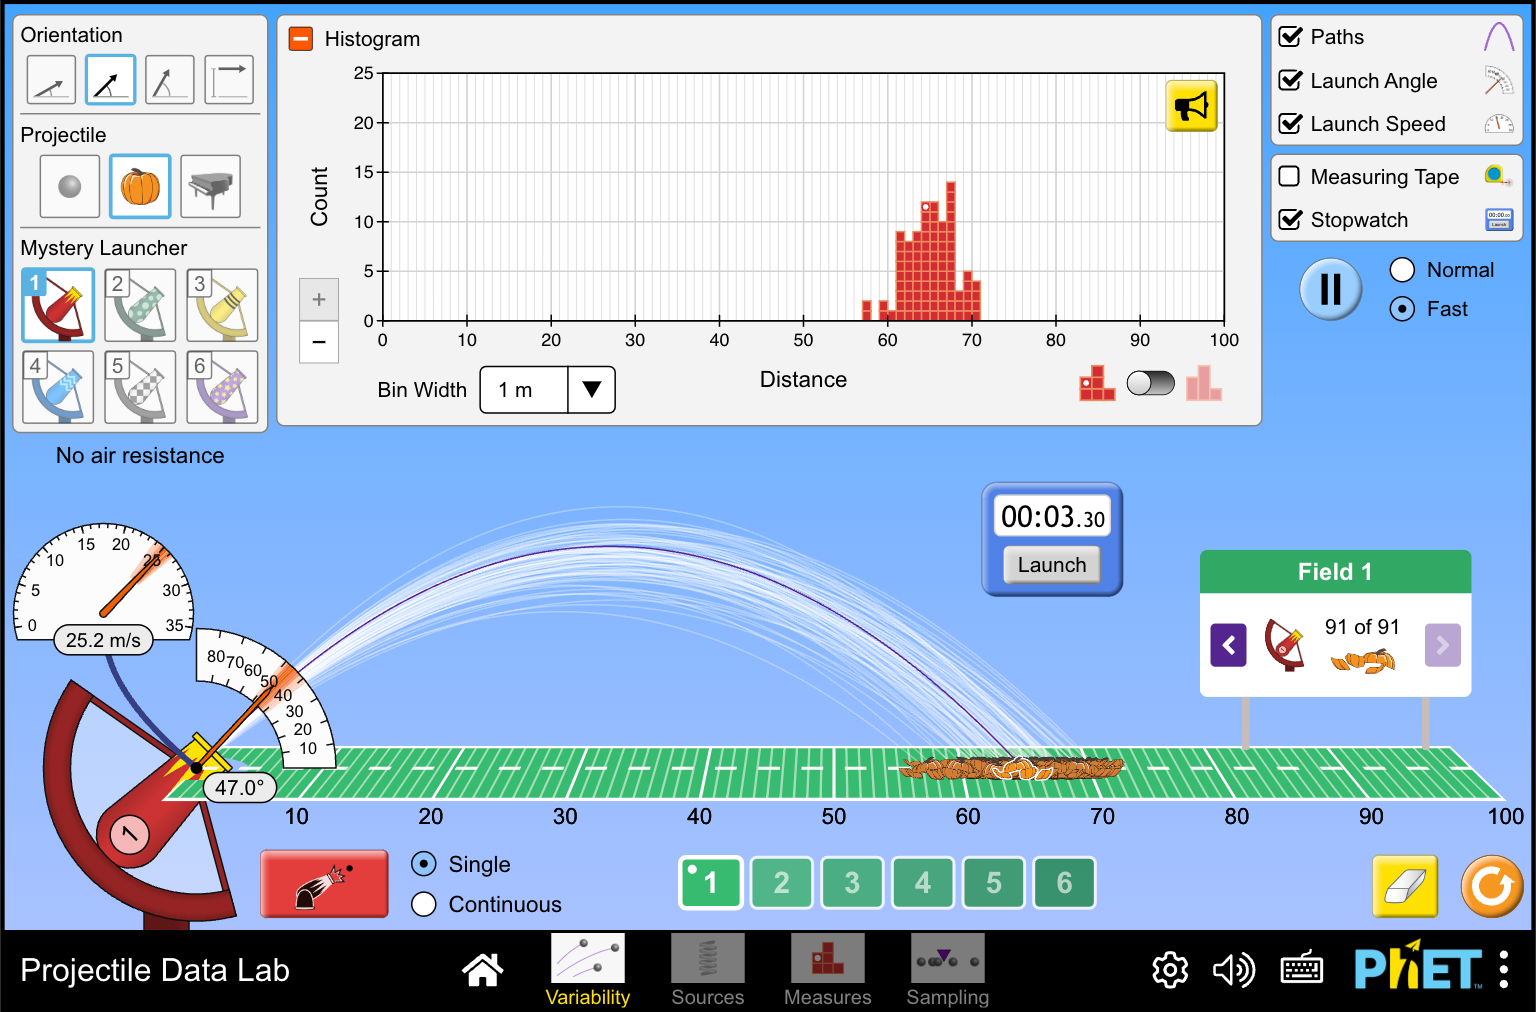 Orientation
Projectile
Mystery Launcher
1
2
3
4
5
6
No air resistance
Histogram
25
20
15
10
5
0
Count
+
−
0 10 20 30 40 50 60 70 80 90 100
Distance
Bin Width 1 m
Paths
Launch Angle
Launch Speed
Measuring Tape
Stopwatch
00:00.00
Launch
Normal
Fast
0 5 10 15 20 25 30 35
25.2 m/s
80 70 60 50 40 30 20 10
47.0°
1
00:03.30
Launch
Field 1
91 of 91
10 20 30 40 50 60 70 80 90 100
Single
Continuous
1 2 3 4 5 6
Projectile Data Lab
Variability
Sources
Measures
Sampling
PhET